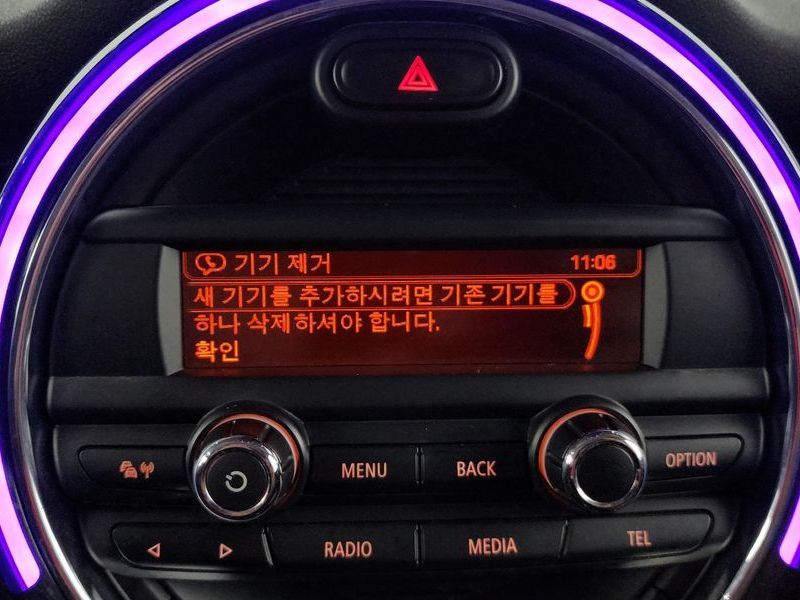 기기 제거 11:06
새 기기를 추가하시려면 기존 기기를
하나 삭제하셔야 합니다.
확인
MENU BACK OPTION
RADIO MEDIA TEL